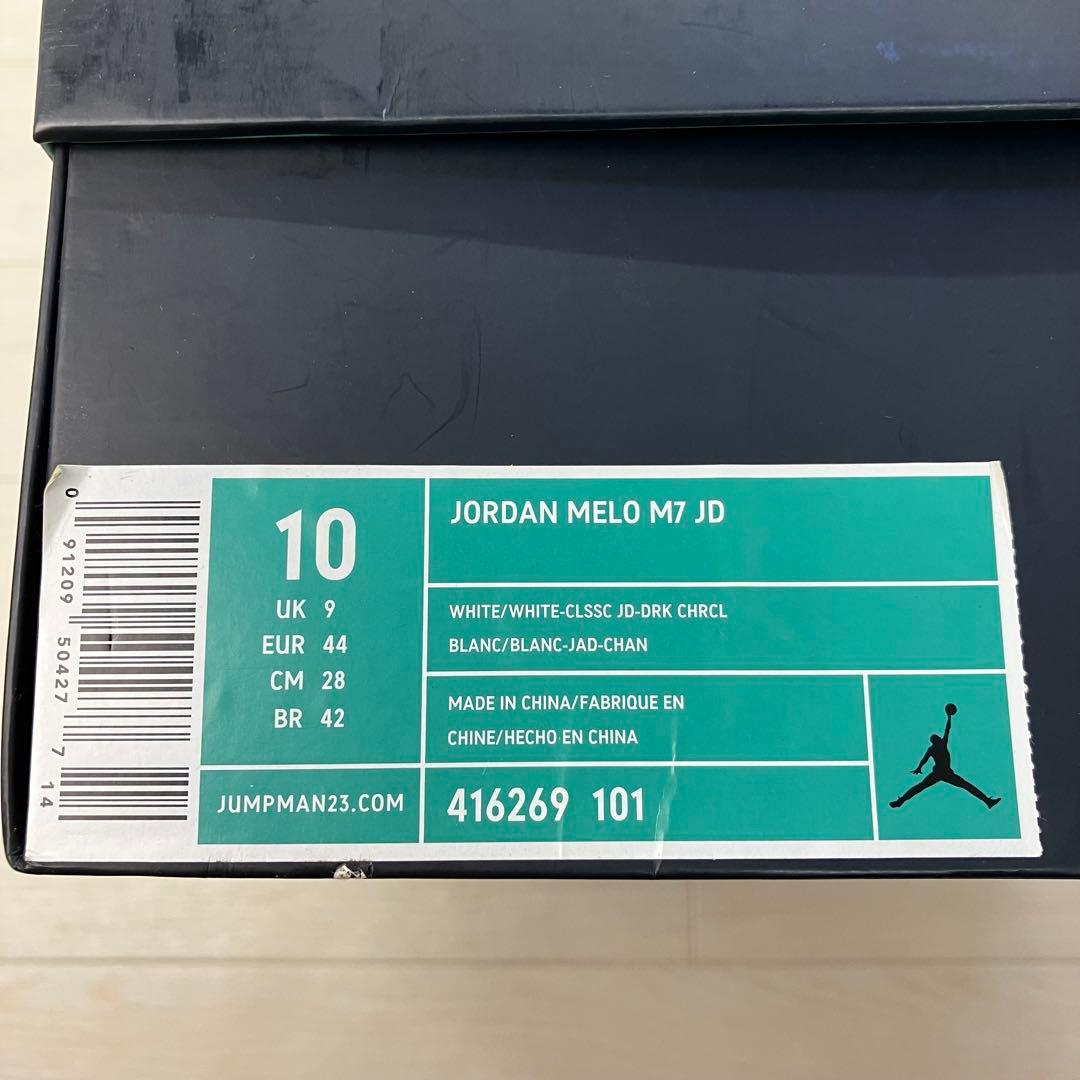 0 91209 50427 7 14
10
UK 9
EUR 44
CM 28
BR 42
JUMPMAN23.COM
JORDAN MELO M7 JD
WHITE/WHITE-CLSSC JD-DRK CHRCL
BLANC/BLANC-JAD-CHAN
MADE IN CHINA/FABRIQUE EN
CHINE/HECHO EN CHINA
416269 101